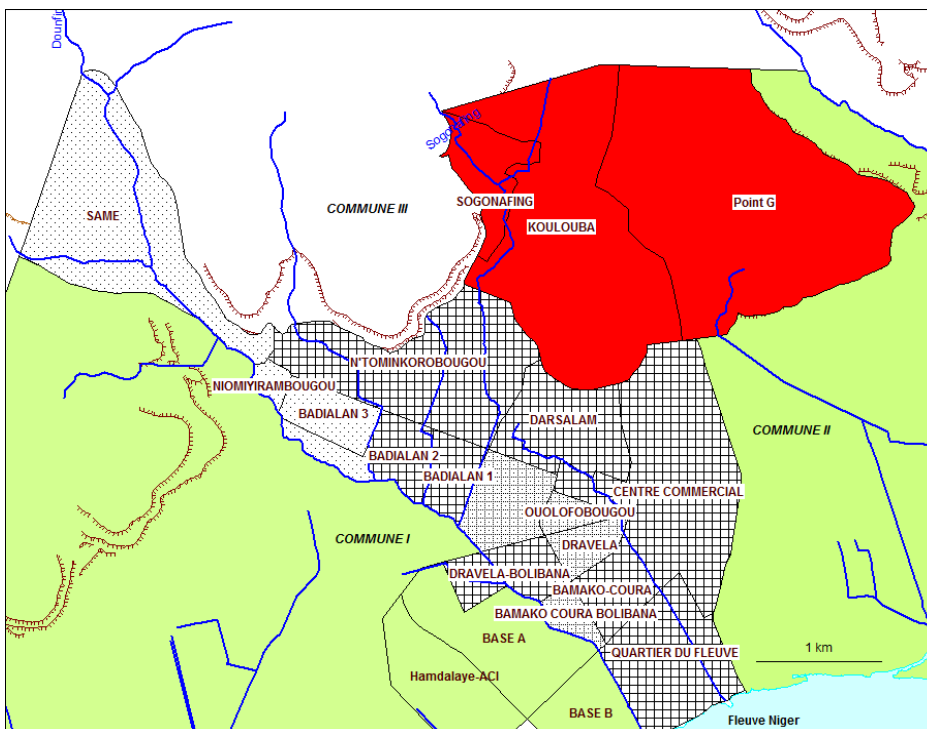 Dounfing
Sogonafing
SOGONAFING
Point G
COMMUNE III
SAME
KOULOUBA
N'TOMINKOROBOUGOU
NIOMIYIRAMBOUGOU
BADIALAN 3
DARSALAM
COMMUNE II
BADIALAN 2
BADIALAN 1
CENTRE COMMERCIAL
OUOLOFOBOUGOU
COMMUNE I
DRAVELA
DRAVELA-BOLIBANA
BAMAKO-COURA
BAMAKO COURA BOLIBANA
BASE A
QUARTIER DU FLEUVE
1 km
Hamdalaye-ACI
BASE B
Fleuve Niger